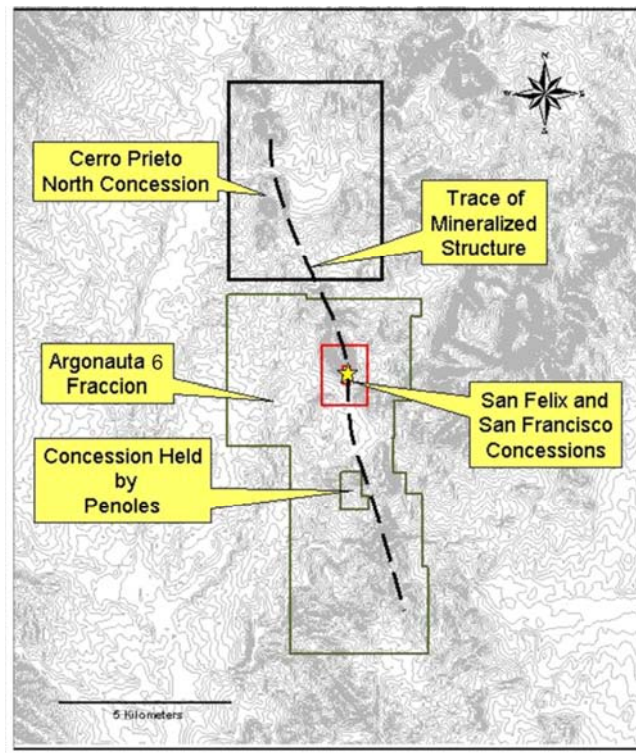 N
W
E
S
Cerro Prieto
North Concession
Trace of
Mineralized
Structure
Argonauta 6
Fraccion
San Felix and
San Francisco
Concessions
Concession Held
by
Penoles
5 Kilometers